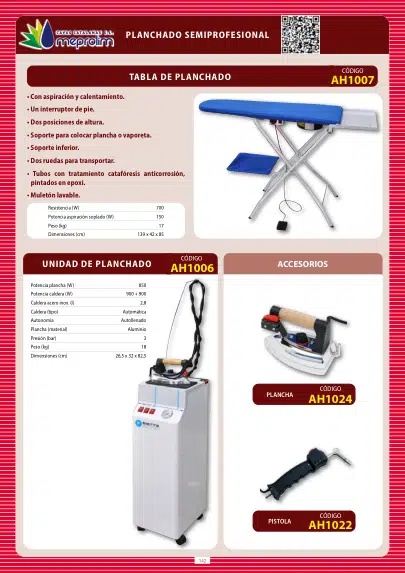 CAYRE CATALANAS S.L.
meprolim
PLANCHADO SEMIPROFESIONAL
TABLA DE PLANCHADO
CÓDIGO
AH1007
• Con aspiración y calentamiento.
• Un interruptor de pie.
• Dos posiciones de altura.
• Soporte para colocar plancha o vaporeta.
• Soporte inferior.
• Dos ruedas para transportar.
• Tubos con tratamiento cataféresis anticorrosión,
pintados en epoxi.
• Muletón lavable.
Resistencia (W) 700
Potencia aspiración soplado (W) 150
Peso (kg) 17
Dimensiones (cm) 139 x 42 x 85
UNIDAD DE PLANCHADO
CÓDIGO
AH1006
Potencia plancha (W) 850
Potencia caldera (W) 900 + 900
Caldera acero inox. (l) 2,8
Caldera (tipo) Automática
Autonomía Autollenado
Plancha (material) Aluminio
Presión (bar) 3
Peso (kg) 18
Dimensiones (cm) 26,5 x 32 x 82,5
ACCESORIOS
PLANCHA
CÓDIGO
AH1024
PISTOLA
CÓDIGO
AH1022
142